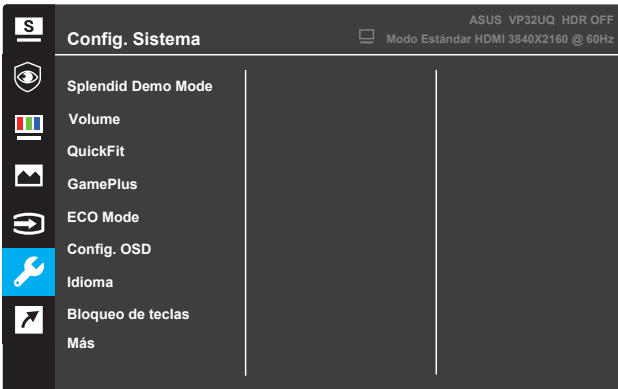 S
ASUS VP32UQ HDR OFF
Config. Sistema
Modo Estándar HDMI 3840X2160 @ 60Hz
Splendid Demo Mode
Volume
QuickFit
GamePlus
ECO Mode
Config. OSD
Idioma
Bloqueo de teclas
Más